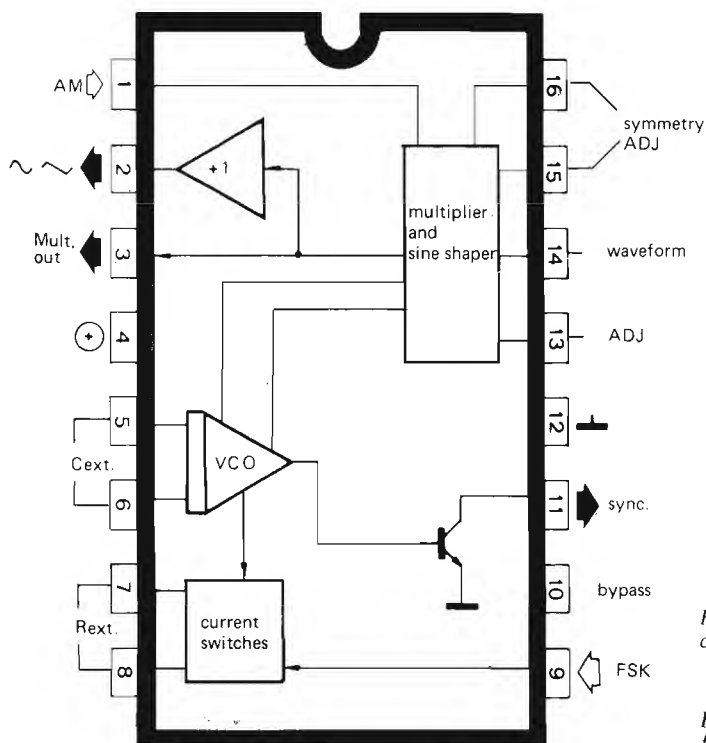 AM
1
2
Mult.
out
3
4
5
Cext.
6
7
Rext.
8
+1
multiplier
and
sine shaper
VCO
current
switches
16
symmetry
ADJ
15
14
waveform
13
ADJ
12
11
sync.
10
bypass
9
FSK